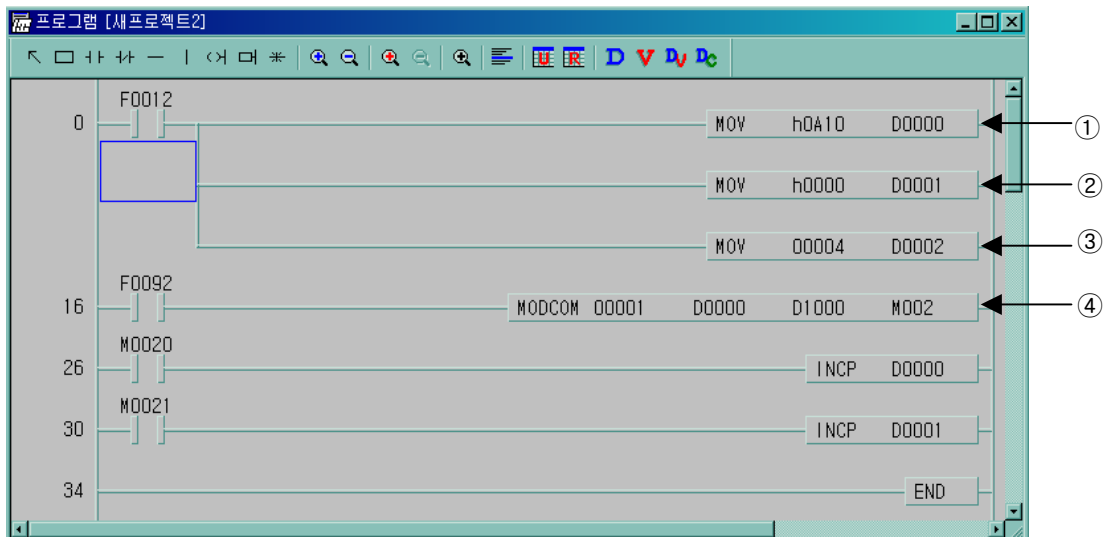 프로그램 [새프로젝트2]
U R D V DV DC
F0012
0 MOV h0A10 D0000 ①
MOV h0000 D0001 ②
MOV 00004 D0002 ③
F0092
16 MODCOM 00001 D0000 D1000 M002 ④
M0020
26 INCP D0000
M0021
30 INCP D0001
34 END